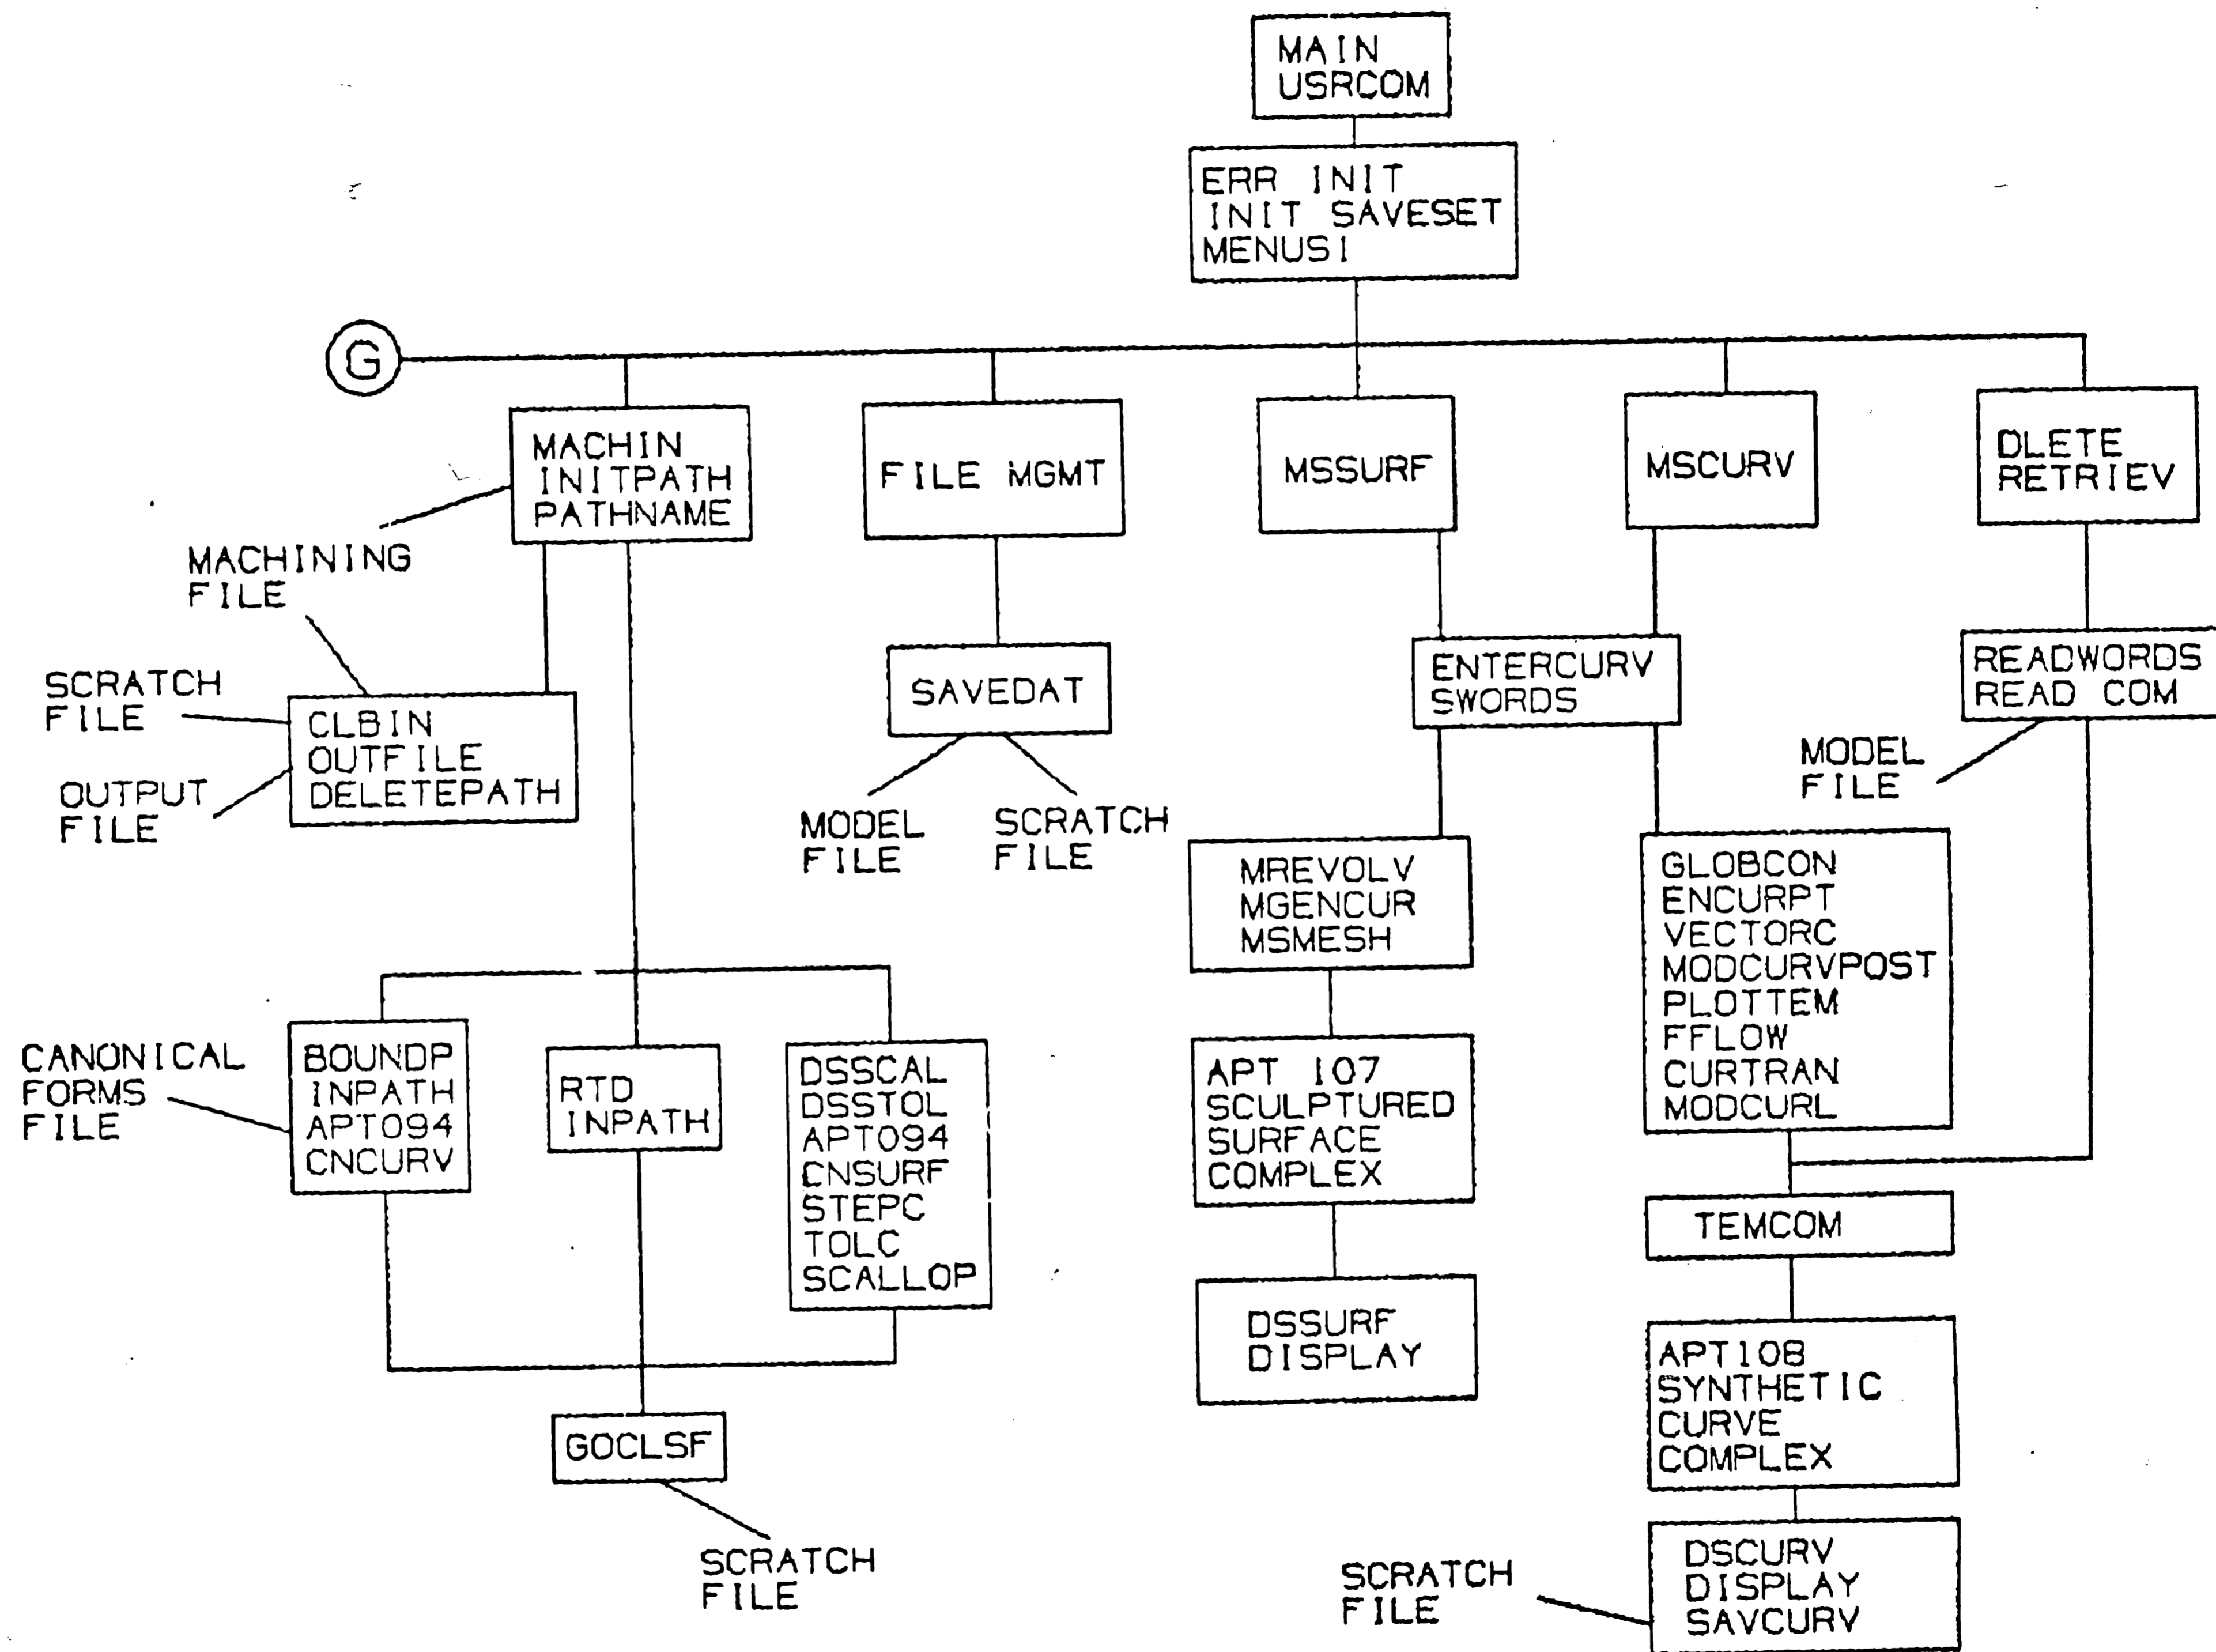 MAIN
USRCOM
ERR INIT
INIT SAVESET
MENUS1
G
MACHIN
INITPATH
PATHNAME
FILE MGMT
MSSURF
MSCURV
DLETE
RETRIEV
MACHINING
FILE
SCRATCH
FILE
OUTPUT
FILE
CLBIN
OUTFILE
DELETEPATH
SAVEDAT
MODEL
FILE
SCRATCH
FILE
ENTERCURV
SWORDS
READWORDS
READ COM
MODEL
FILE
MREVOLV
MGENCUR
MSMESH
GLOBCON
ENCURPT
VECTORC
MODCURVPOST
PLOTTEM
FFLOW
CURTRAN
MODCURL
CANONICAL
FORMS
FILE
BOUNDP
INPATH
APT094
CNCURV
RTD
INPATH
DSSCAL
DSSTOL
APT094
CNSURF
STEPC
TOLC
SCALLOP
APT 107
SCULPTURED
SURFACE
COMPLEX
TEMCOM
DSSURF
DISPLAY
APT108
SYNTHETIC
CURVE
COMPLEX
GOCLSF
SCRATCH
FILE
SCRATCH
FILE
DSCURV
DISPLAY
SAVCURV